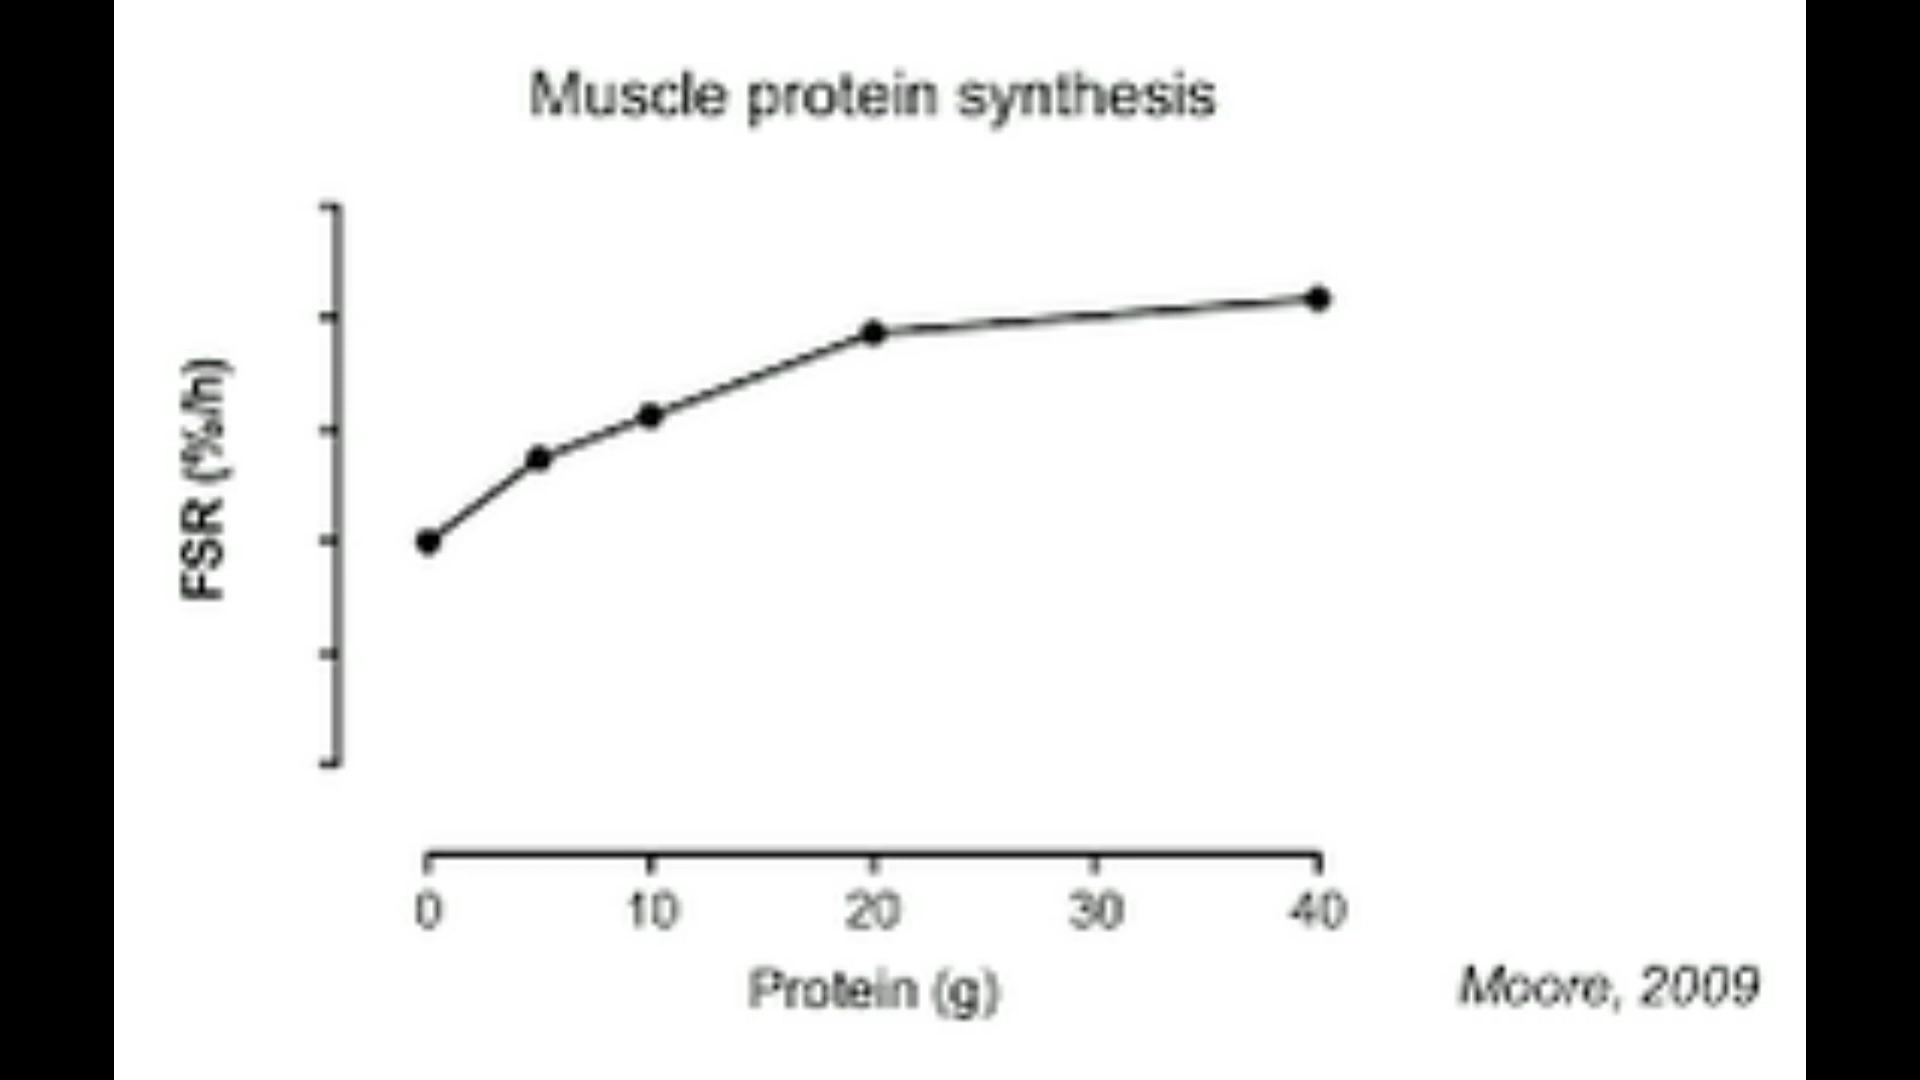 Muscle protein synthesis
FSR (%/h)
0 10 20 30 40
Protein (g)
Moore, 2009